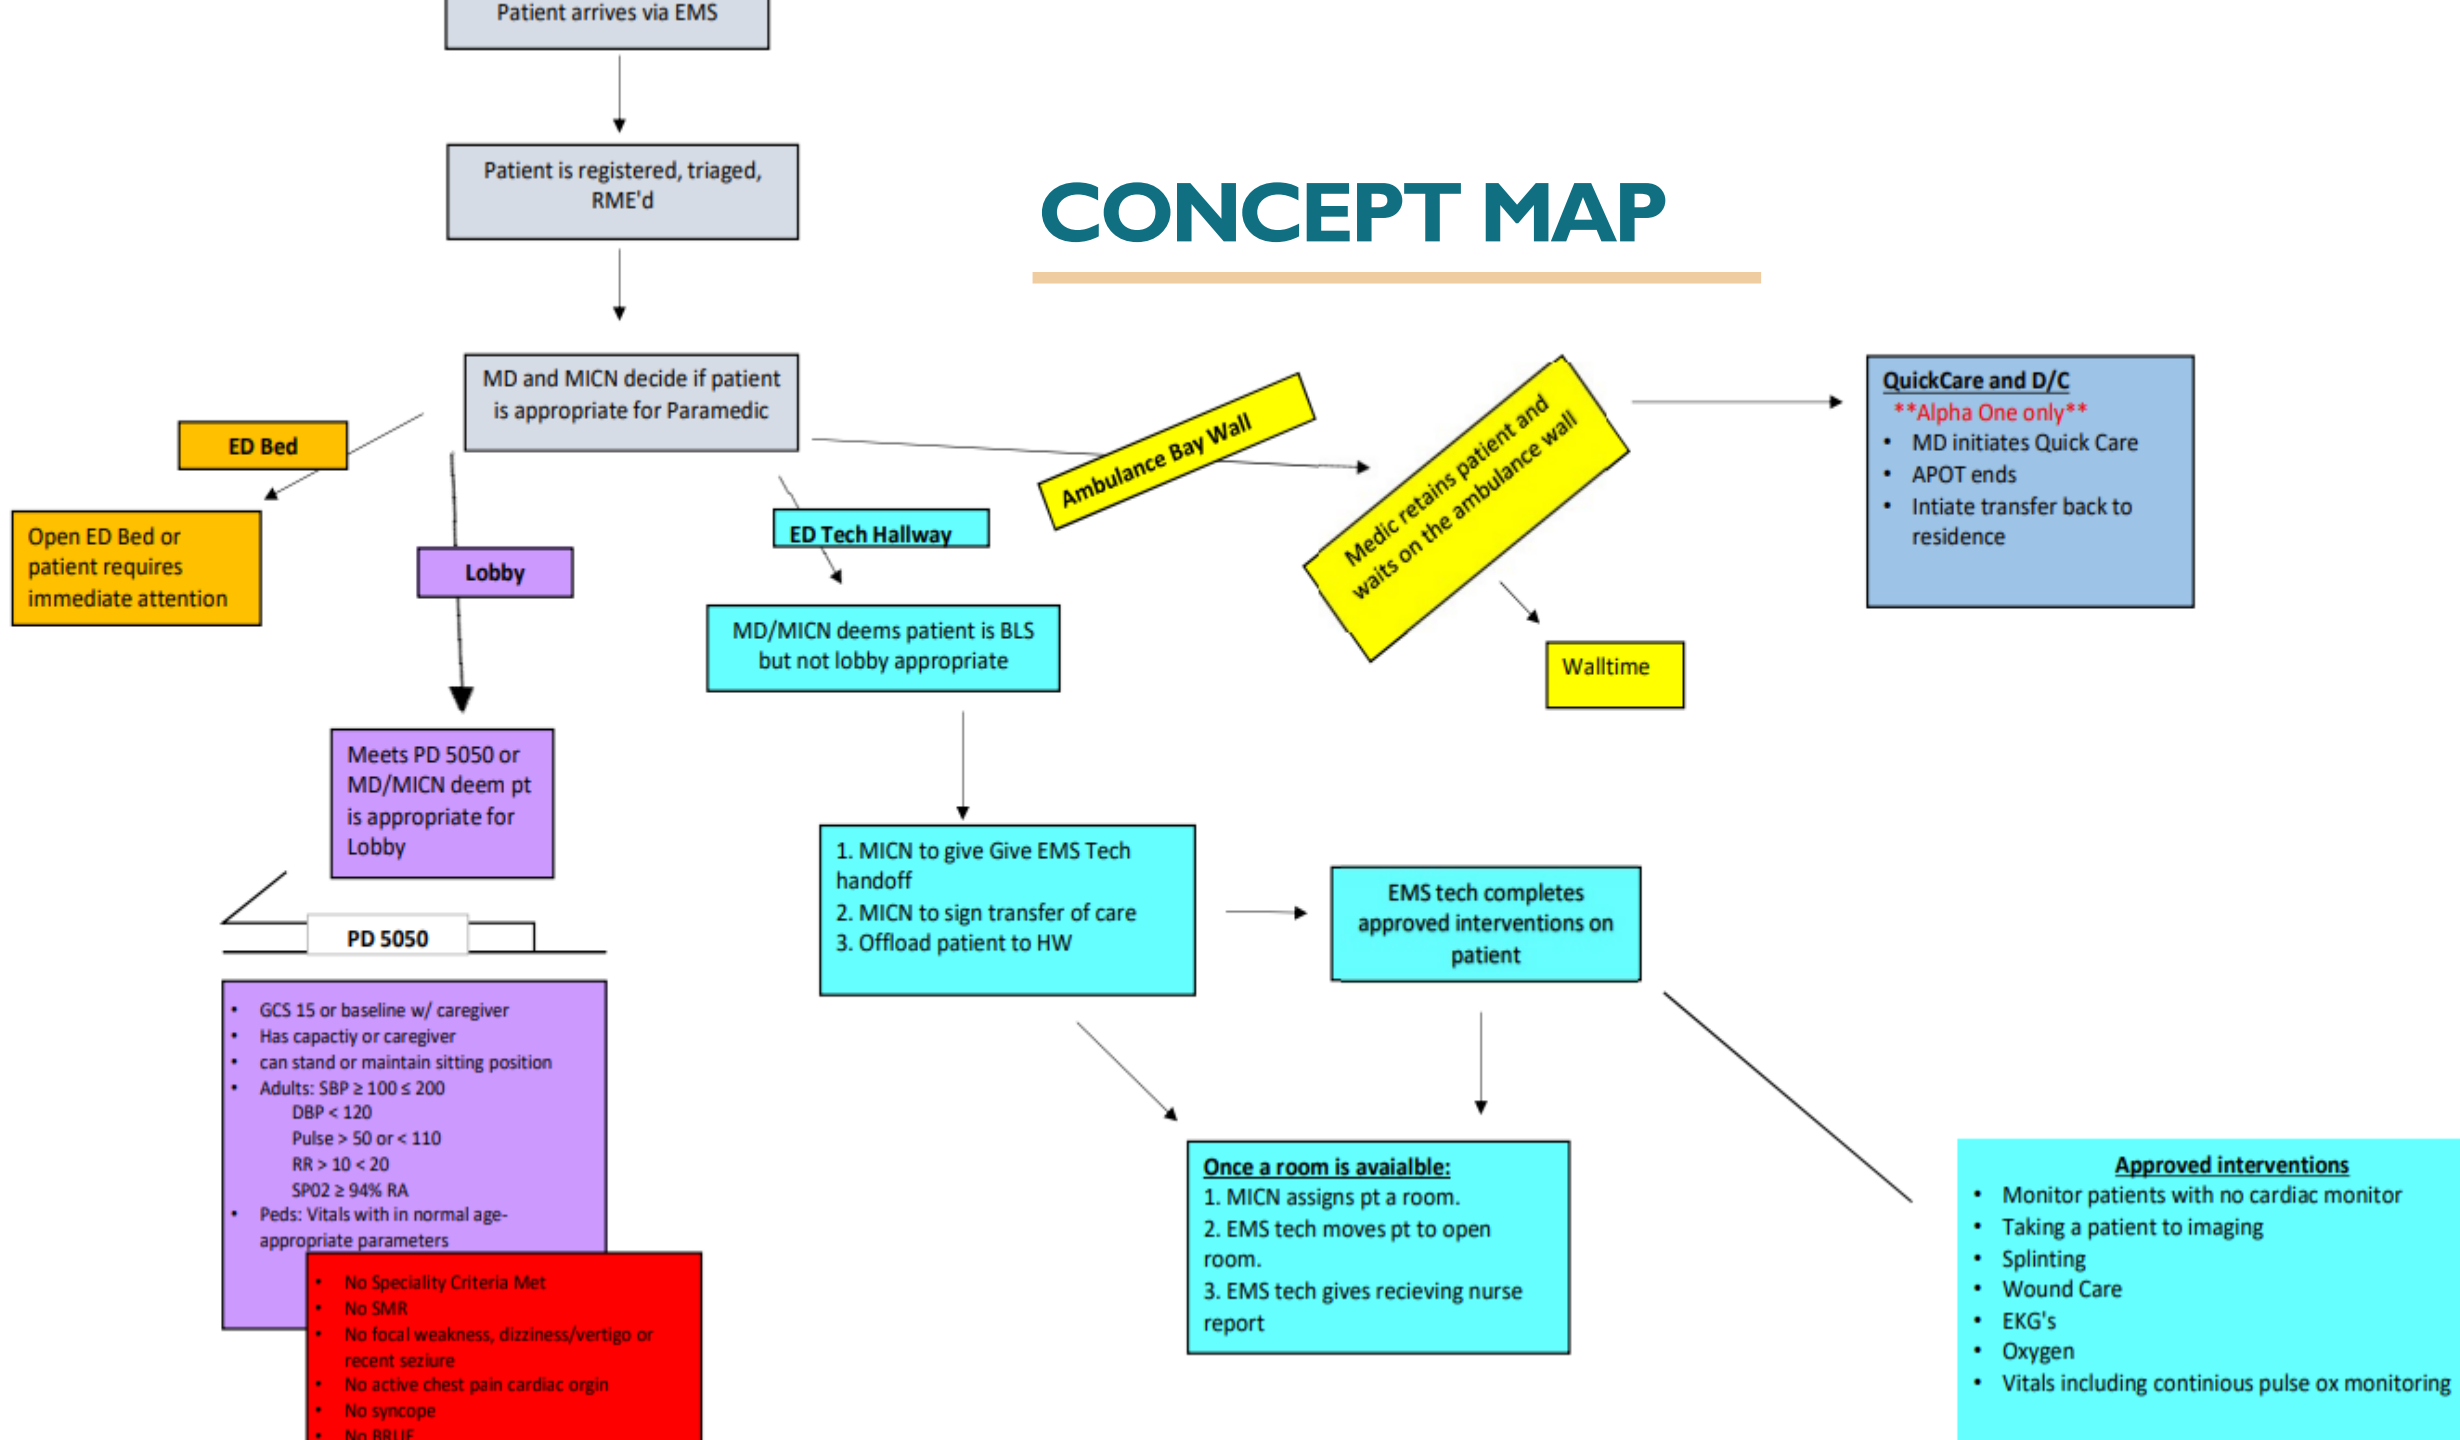 Patient arrives via EMS
Patient is registered, triaged,
RME'd
CONCEPT MAP
MD and MICN decide if patient
is appropriate for Paramedic
ED Bed
Open ED Bed or
patient requires
immediate attention
Lobby
Meets PD 5050 or
MD/MICN deem pt
is appropriate for
Lobby
PD 5050
• GCS 15 or baseline w/ caregiver
• Has capactiy or caregiver
• can stand or maintain sitting position
• Adults: SBP ≥ 100 ≤ 200
DBP < 120
Pulse > 50 or < 110
RR > 10 < 20
SP02 ≥ 94% RA
• Peds: Vitals with in normal age-
appropriate parameters
• No Speciality Criteria Met
• No SMR
• No focal weakness, dizziness/vertigo or
recent seziure
• No active chest pain cardiac orgin
• No syncope
• No BRUE
ED Tech Hallway
MD/MICN deems patient is BLS
but not lobby appropriate
1. MICN to give Give EMS Tech
handoff
2. MICN to sign transfer of care
3. Offload patient to HW
EMS tech completes
approved interventions on
patient
Once a room is avaialble:
1. MICN assigns pt a room.
2. EMS tech moves pt to open
room.
3. EMS tech gives recieving nurse
report
Approved interventions
• Monitor patients with no cardiac monitor
• Taking a patient to imaging
• Splinting
• Wound Care
• EKG's
• Oxygen
• Vitals including continious pulse ox monitoring
Ambulance Bay Wall
Medic retains patient and
waits on the ambulance wall
Walltime
QuickCare and D/C
**Alpha One only**
• MD initiates Quick Care
• APOT ends
• Intiate transfer back to
residence